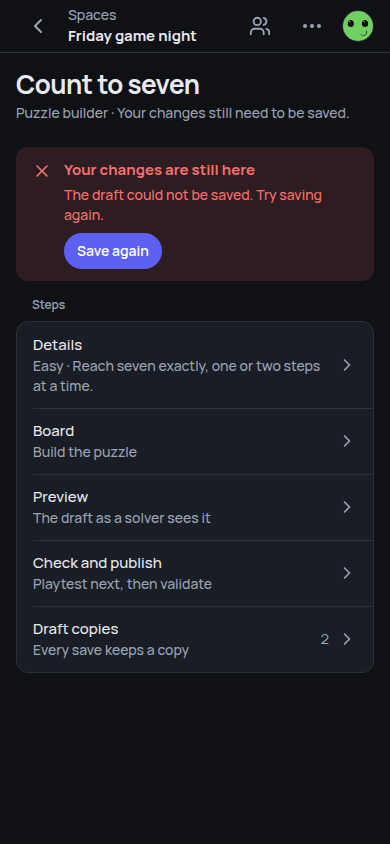 Spaces
Friday game night
Count to seven
Puzzle builder · Your changes still need to be saved.
Your changes are still here
The draft could not be saved. Try saving
again.
Save again
Steps
Details
Easy · Reach seven exactly, one or two steps
at a time.
Board
Build the puzzle
Preview
The draft as a solver sees it
Check and publish
Playtest next, then validate
Draft copies
Every save keeps a copy
2